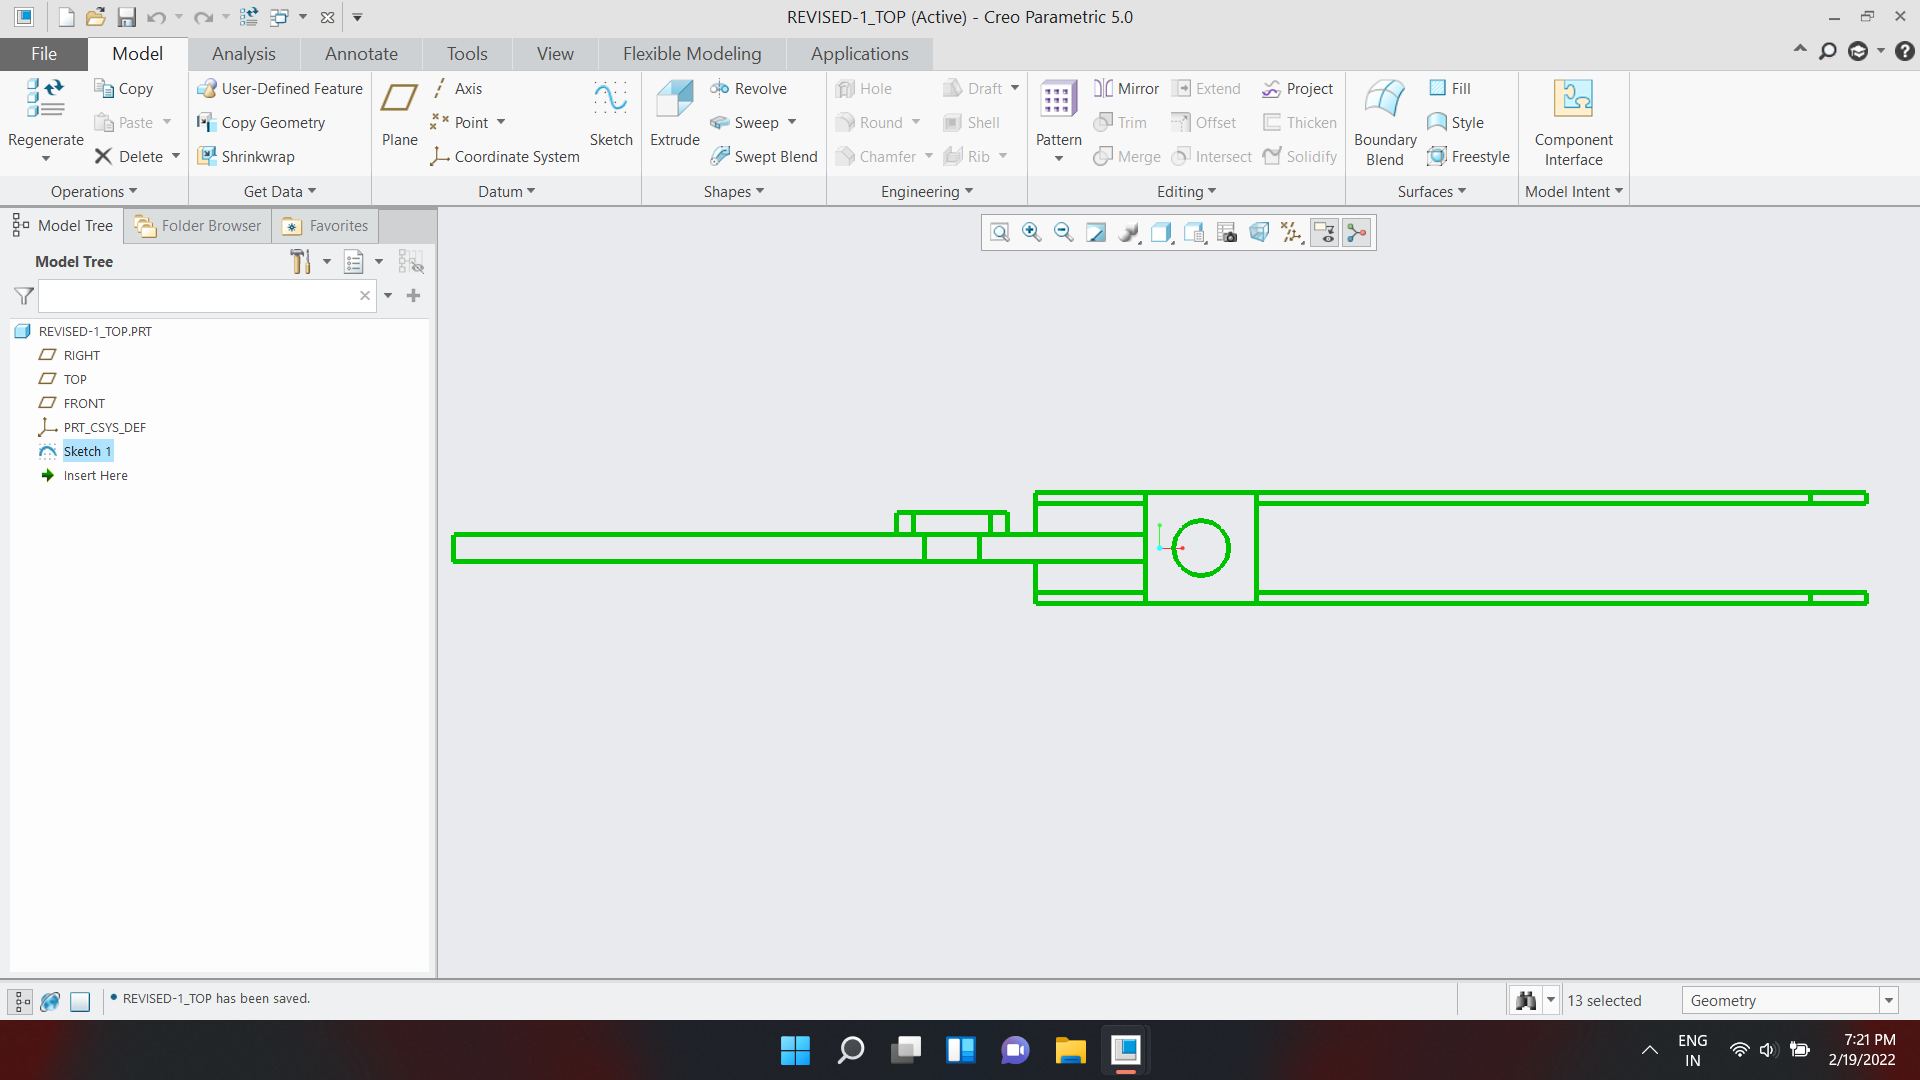 REVISED-1_TOP (Active) - Creo Parametric 5.0
File Model Analysis Annotate Tools View Flexible Modeling Applications
Regenerate
Copy
Paste
Delete
Operations
User-Defined Feature
Copy Geometry
Shrinkwrap
Get Data
Plane
Axis
Point
Coordinate System
Sketch
Datum
Extrude
Revolve
Sweep
Swept Blend
Shapes
Hole
Round
Chamfer
Draft
Shell
Rib
Engineering
Pattern
Mirror
Trim
Merge
Extend
Offset
Intersect
Project
Thicken
Solidify
Editing
Boundary
Blend
Fill
Style
Freestyle
Surfaces
Component
Interface
Model Intent
Model Tree Folder Browser Favorites
Model Tree
REVISED-1_TOP.PRT
RIGHT
TOP
FRONT
PRT_CSYS_DEF
Sketch 1
Insert Here
REVISED-1_TOP has been saved.
13 selected
Geometry
ENG
IN
7:21 PM
2/19/2022